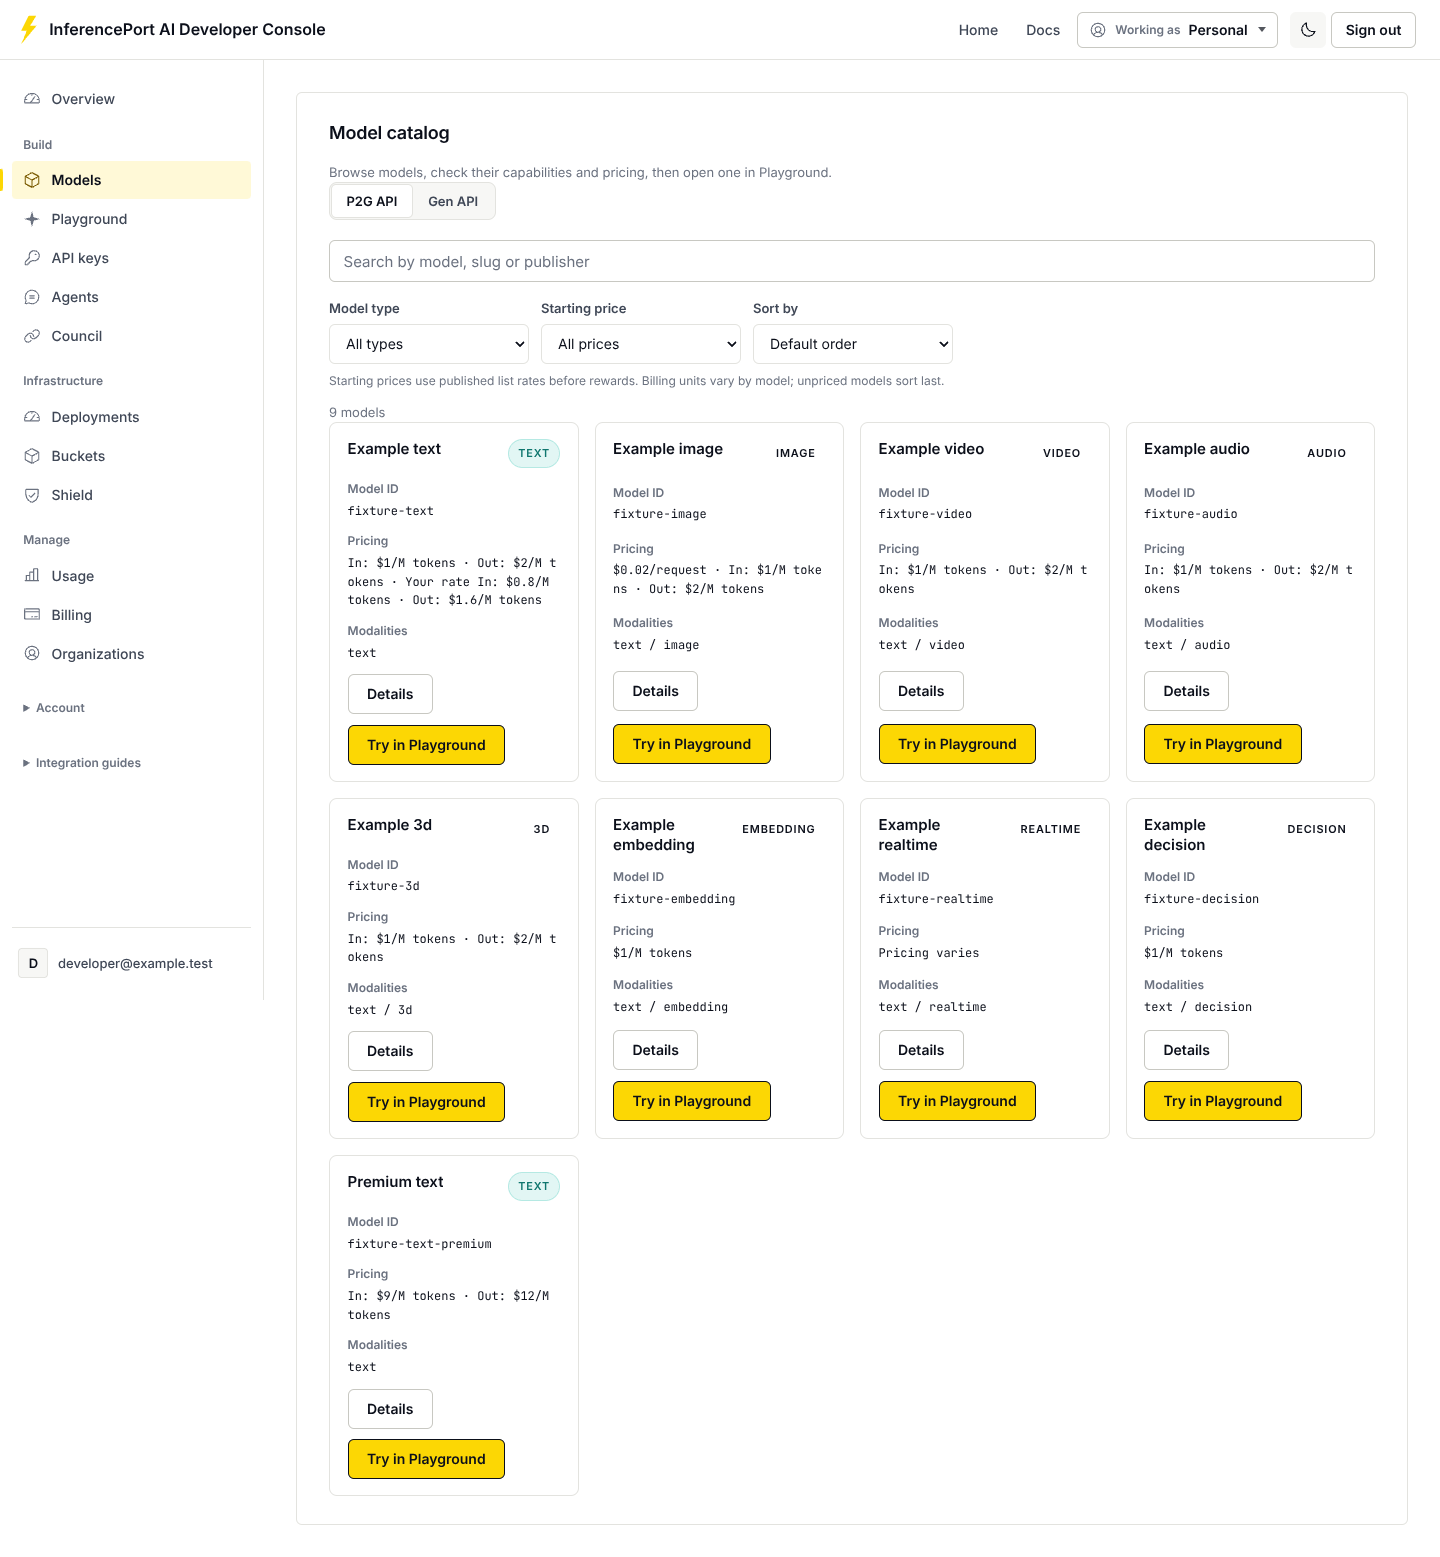 InferencePort AI Developer Console
Home
Docs
Working as Personal
Sign out
Overview
Build
Models
Playground
API keys
Agents
Council
Infrastructure
Deployments
Buckets
Shield
Manage
Usage
Billing
Organizations
Account
Integration guides
D
developer@example.test
Model catalog
Browse models, check their capabilities and pricing, then open one in Playground.
P2G API
Gen API
Search by model, slug or publisher
Model type
Starting price
Sort by
All types
All prices
Default order
Starting prices use published list rates before rewards. Billing units vary by model; unpriced models sort last.
9 models
Example text
TEXT
Model ID
fixture-text
Pricing
In: $1/M tokens · Out: $2/M t
okens · Your rate In: $0.8/M
tokens · Out: $1.6/M tokens
Modalities
text
Details
Try in Playground
Example image
IMAGE
Model ID
fixture-image
Pricing
$0.02/request · In: $1/M toke
ns · Out: $2/M tokens
Modalities
text / image
Details
Try in Playground
Example video
VIDEO
Model ID
fixture-video
Pricing
In: $1/M tokens · Out: $2/M t
okens
Modalities
text / video
Details
Try in Playground
Example audio
AUDIO
Model ID
fixture-audio
Pricing
In: $1/M tokens · Out: $2/M t
okens
Modalities
text / audio
Details
Try in Playground
Example 3d
3D
Model ID
fixture-3d
Pricing
In: $1/M tokens · Out: $2/M t
okens
Modalities
text / 3d
Details
Try in Playground
Example
embedding
EMBEDDING
Model ID
fixture-embedding
Pricing
$1/M tokens
Modalities
text / embedding
Details
Try in Playground
Example
realtime
REALTIME
Model ID
fixture-realtime
Pricing
Pricing varies
Modalities
text / realtime
Details
Try in Playground
Example
decision
DECISION
Model ID
fixture-decision
Pricing
$1/M tokens
Modalities
text / decision
Details
Try in Playground
Premium text
TEXT
Model ID
fixture-text-premium
Pricing
In: $9/M tokens · Out: $12/M
tokens
Modalities
text
Details
Try in Playground